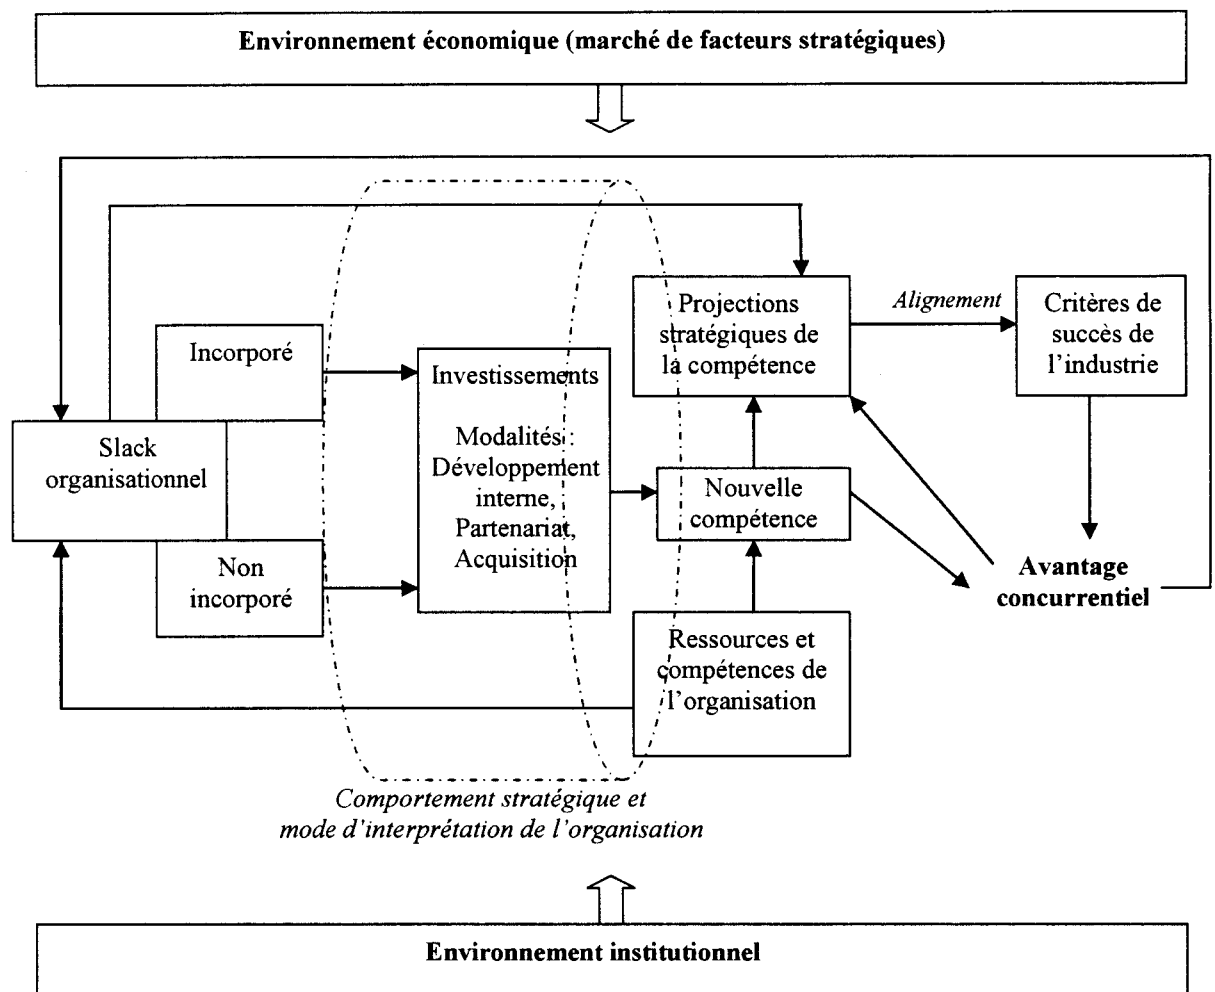 Environnement économique (marché de facteurs stratégiques)
Projections
stratégiques de
la compétence
Alignement
Critères de
succès de
l’industrie
Incorporé
Investissements
Modalités :
Développement
interne,
Partenariat,
Acquisition
Slack
organisationnel
Nouvelle
compétence
Non
incorporé
Avantage
concurrentiel
Ressources et
compétences de
l’organisation
Comportement stratégique et
mode d’interprétation de l’organisation
Environnement institutionnel